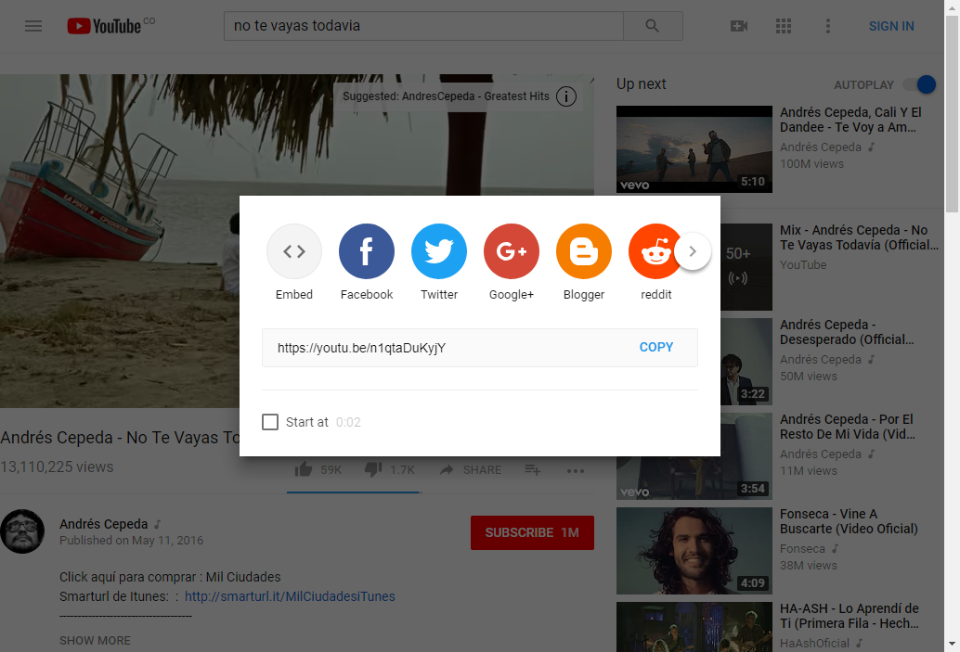 YouTube CO
no te vayas todavia
SIGN IN
Suggested: AndresCepeda - Greatest Hits
Embed
Facebook
Twitter
Google+
Blogger
reddit
https://youtu.be/n1qtaDuKyjY
COPY
Start at 0:02
Andrés Cepeda - No Te Vayas To
13,110,225 views
59K
1.7K
SHARE
Andrés Cepeda
Published on May 11, 2016
SUBSCRIBE 1M
Click aquí para comprar : Mil Ciudades
Smarturl de Itunes: : http://smarturl.it/MilCiudadesiTunes
SHOW MORE
Up next
AUTOPLAY
vevo
5:10
Andrés Cepeda, Cali Y El
Dandee - Te Voy a Am...
Andrés Cepeda
100M views
50+
Mix - Andrés Cepeda - No
Te Vayas Todavía (Official...
YouTube
3:22
Andrés Cepeda -
Desesperado (Official...
Andrés Cepeda
50M views
vevo
3:54
Andrés Cepeda - Por El
Resto De Mi Vida (Vid...
Andrés Cepeda
11M views
4:09
Fonseca - Vine A
Buscarte (Video Oficial)
Fonseca
38M views
HA-ASH - Lo Aprendí de
Ti (Primera Fila - Hech...
HaAshOficial